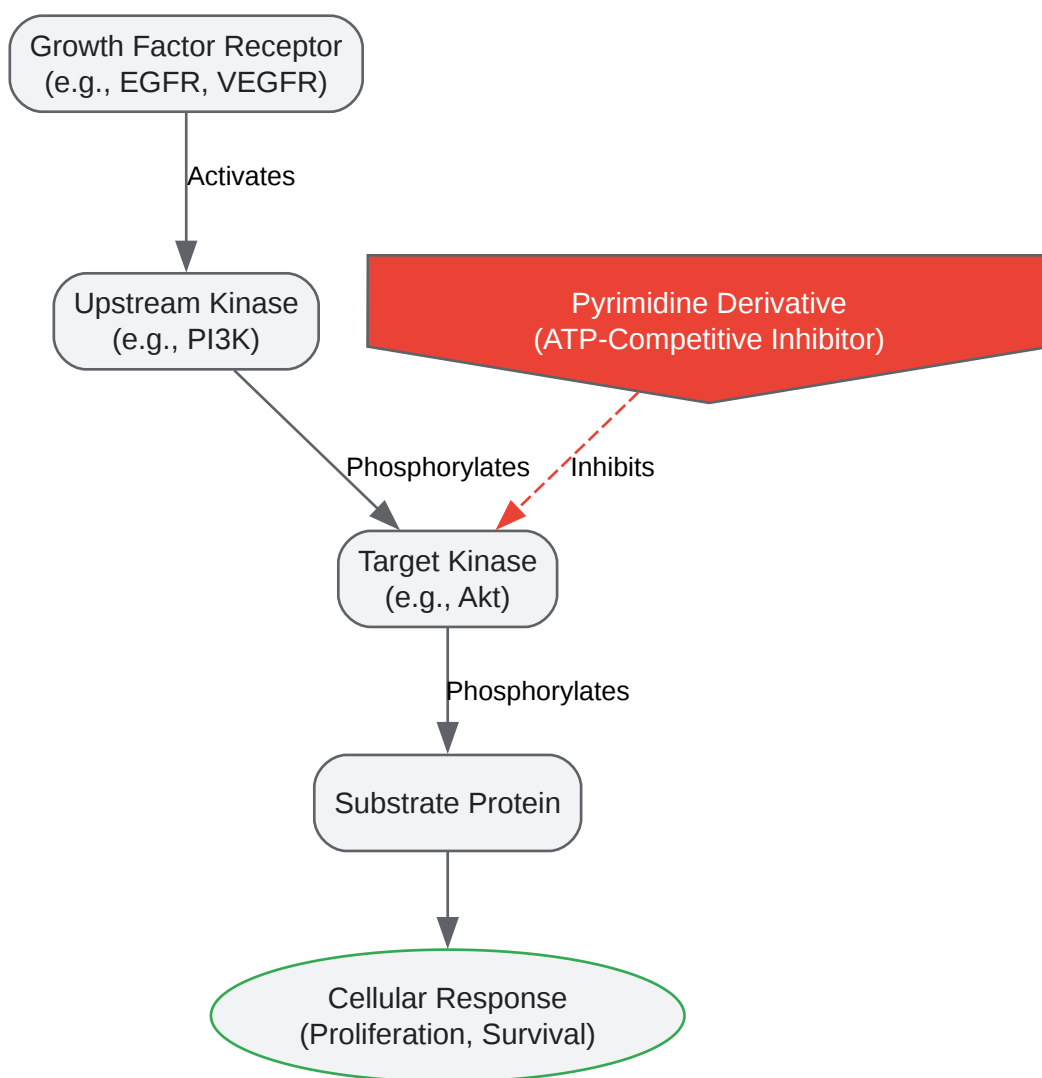 Growth Factor Receptor
(e.g., EGFR, VEGFR)
Activates
Upstream Kinase
(e.g., PI3K)
Pyrimidine Derivative
(ATP-Competitive Inhibitor)
Phosphorylates
Inhibits
Target Kinase
(e.g., Akt)
Phosphorylates
Substrate Protein
Cellular Response
(Proliferation, Survival)